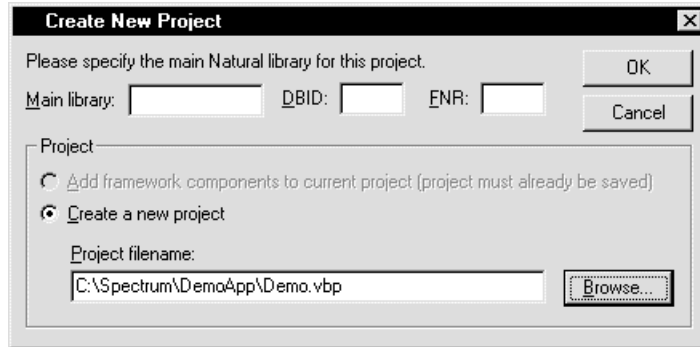 Create New Project
Please specify the main Natural library for this project.
OK
Main library: DBID: FNR:
Cancel
Project
Add framework components to current project (project must already be saved)
Create a new project
Project filename:
C:\Spectrum\DemoApp\Demo.vbp
Browse...